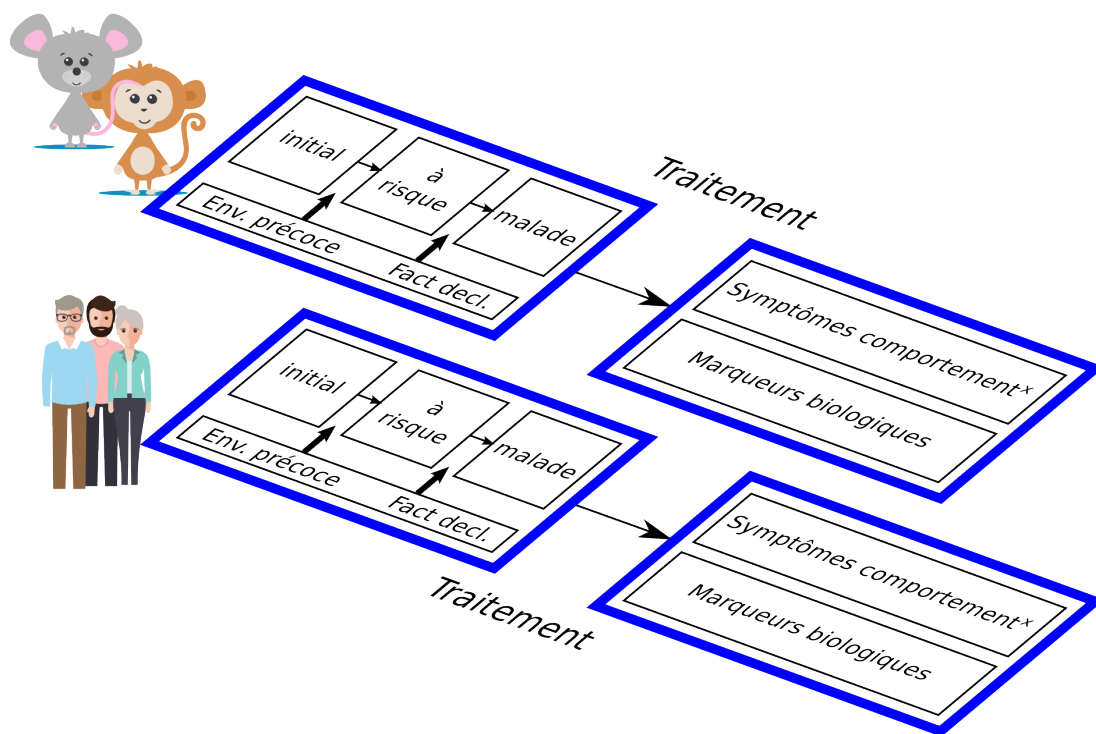 initial
à
risque
malade
Env. précoce
Fact decl.
Traitement
Symptômes comportementˣ
Marqueurs biologiques
initial
à
risque
malade
Env. précoce
Fact decl.
Traitement
Symptômes comportementˣ
Marqueurs biologiques